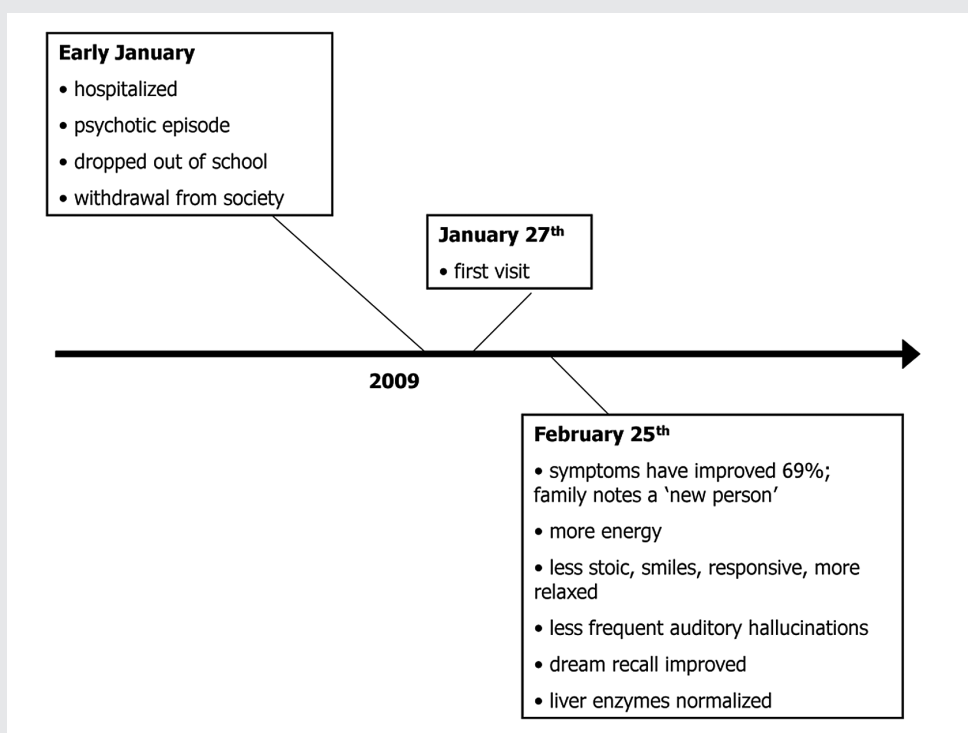 Early January
• hospitalized
• psychotic episode
• dropped out of school
• withdrawal from society
January 27th
• first visit
2009
February 25th
• symptoms have improved 69%;
family notes a ‘new person’
• more energy
• less stoic, smiles, responsive, more
relaxed
• less frequent auditory hallucinations
• dream recall improved
• liver enzymes normalized